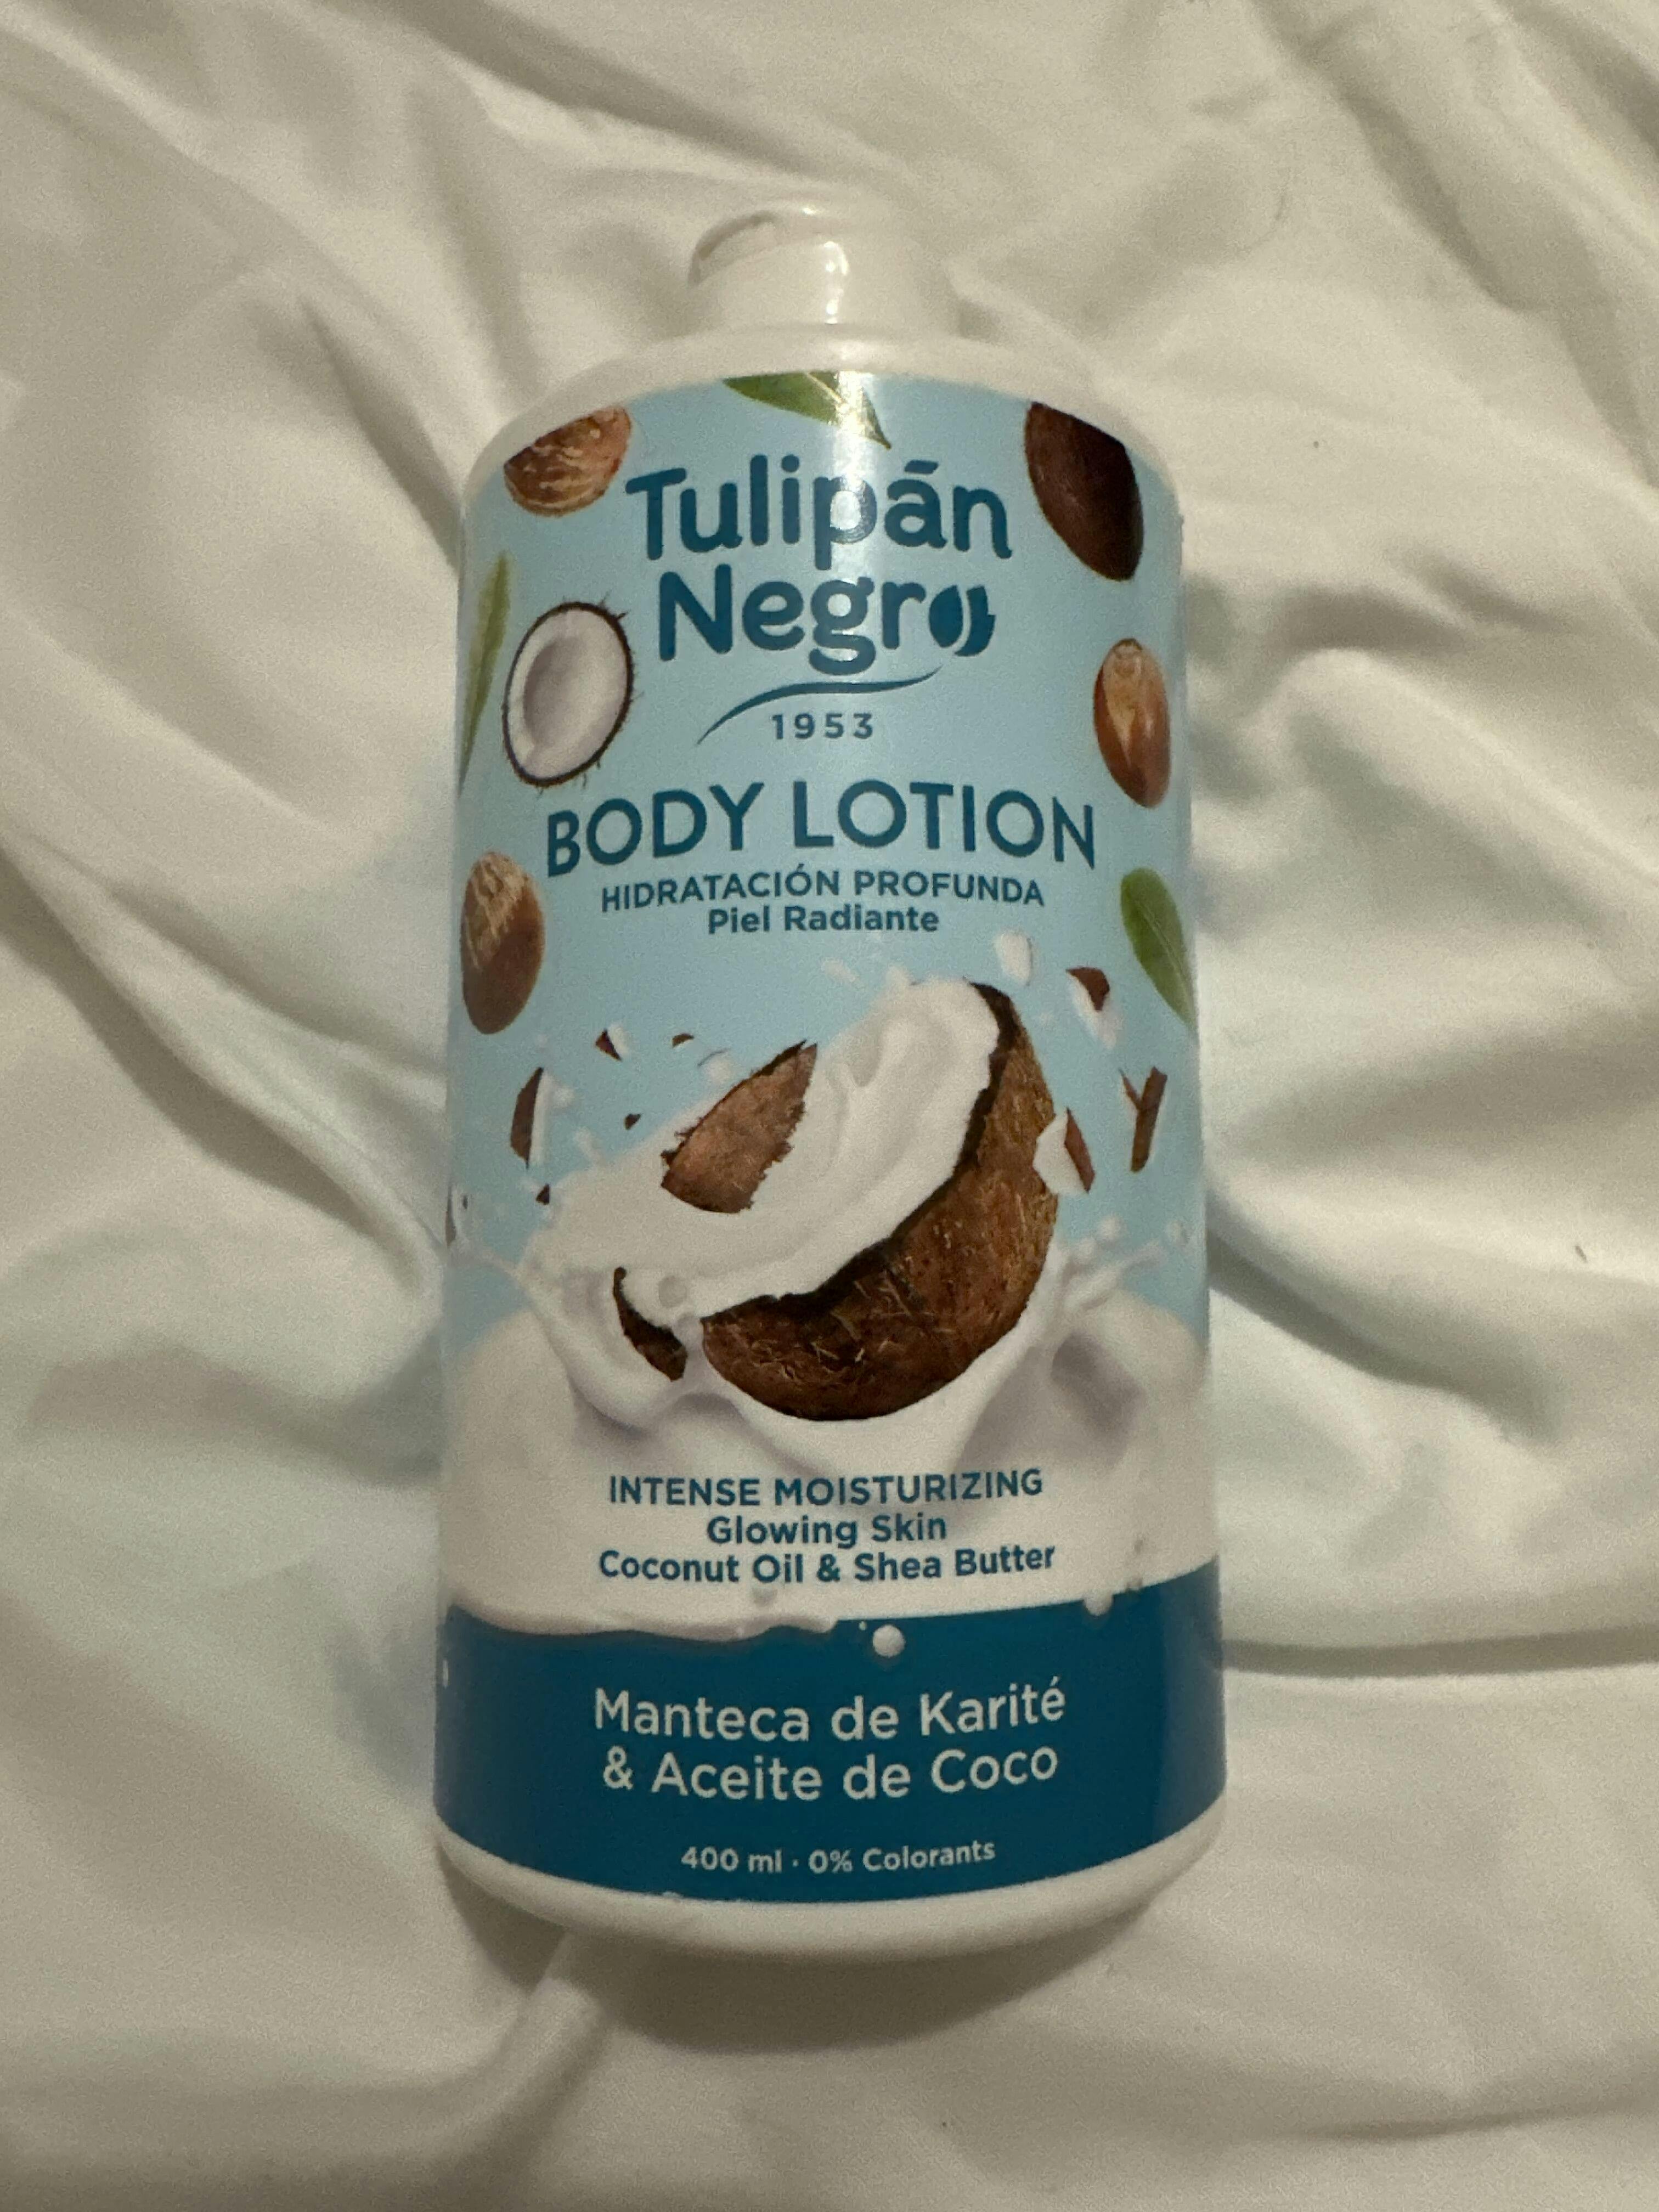 Tulipán
Negro
1953
BODY LOTION
HIDRATACIÓN PROFUNDA
Piel Radiante
INTENSE MOISTURIZING
Glowing Skin
Coconut Oil & Shea Butter
Manteca de Karité
& Aceite de Coco
400 ml · 0% Colorants